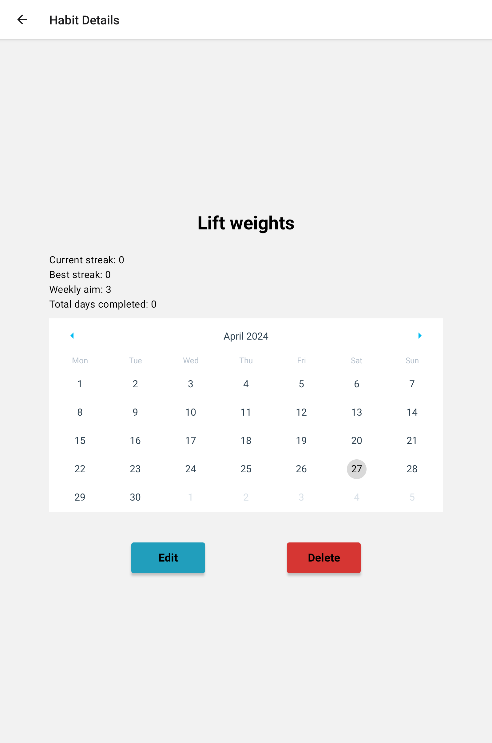 Habit Details
Lift weights
Current streak: 0
Best streak: 0
Weekly aim: 3
Total days completed: 0
April 2024
Mon Tue Wed Thu Fri Sat Sun
1 2 3 4 5 6 7
8 9 10 11 12 13 14
15 16 17 18 19 20 21
22 23 24 25 26 27 28
29 30 1 2 3 4 5
Edit Delete